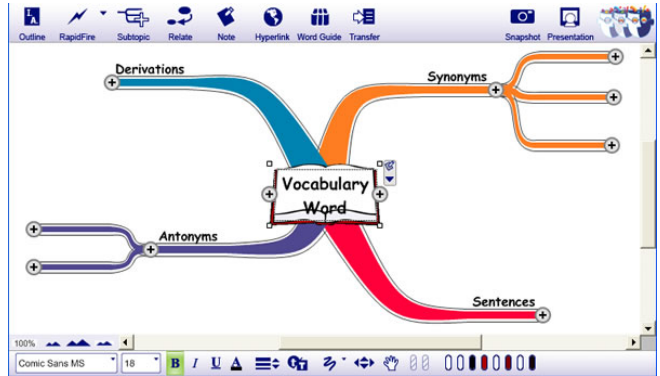 Outline RapidFire Subtopic Relate Note Hyperlink Word Guide Transfer Snapshot Presentation
Derivations
Synonyms
Vocabulary
Word
Antonyms
Sentences
100%
Comic Sans MS 18 B I U A